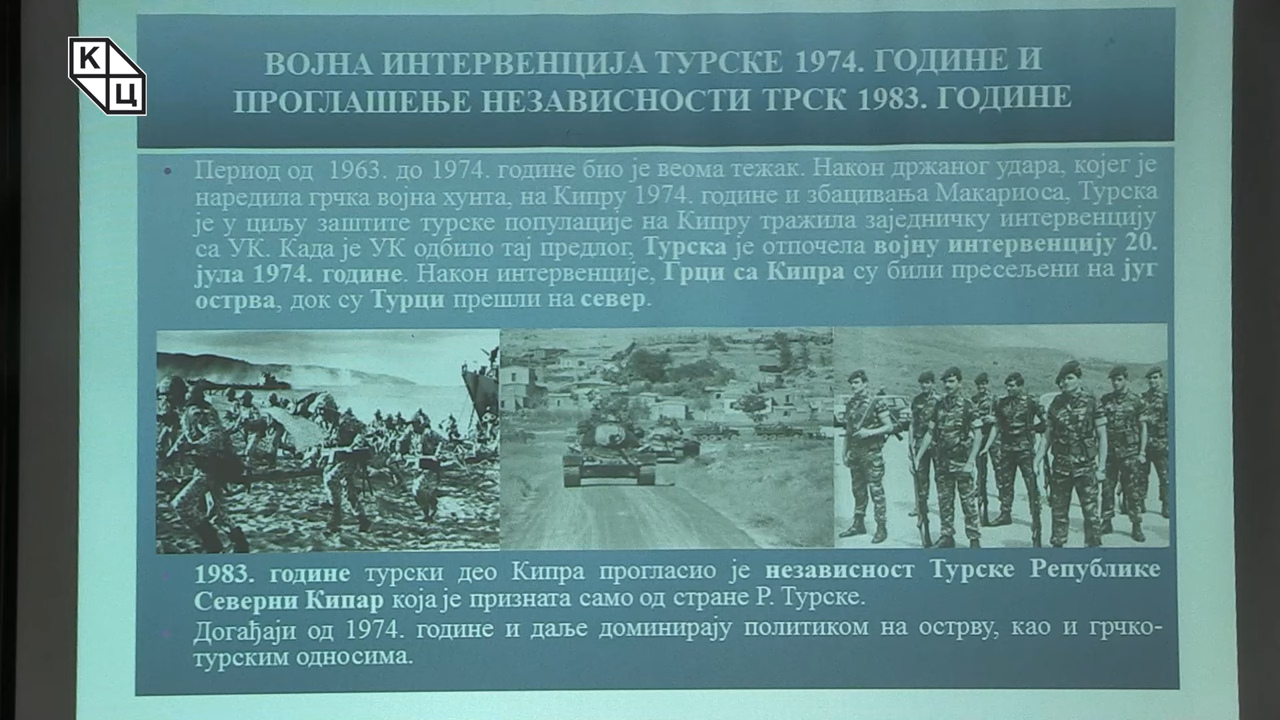 К
Ц
ВОЈНА ИНТЕРВЕНЦИЈА ТУРСКЕ 1974. ГОДИНЕ И
ПРОГЛАШЕЊЕ НЕЗАВИСНОСТИ ТРСК 1983. ГОДИНЕ
Период од 1963. до 1974. године био је веома тежак. Након државног удара, којег је
наредила грчка војна хунта, на Кипру 1974. године и збацивања Макариоса, Турска
је у циљу заштите турске популације на Кипру тражила заједничку интервенцију
са УК. Када је УК одбило тај предлог, Турска је отпочела војну интервенцију 20.
јула 1974. године. Након интервенције, Грци са Кипра су били пресељени на југ
острва, док су Турци прешли на север.
1983. године турски део Кипра прогласио је независност Турске Републике
Северни Кипар која је призната само од стране Р. Турске.
Догађаји од 1974. године и даље доминирају политиком на острву, као и грчко-
турским односима.